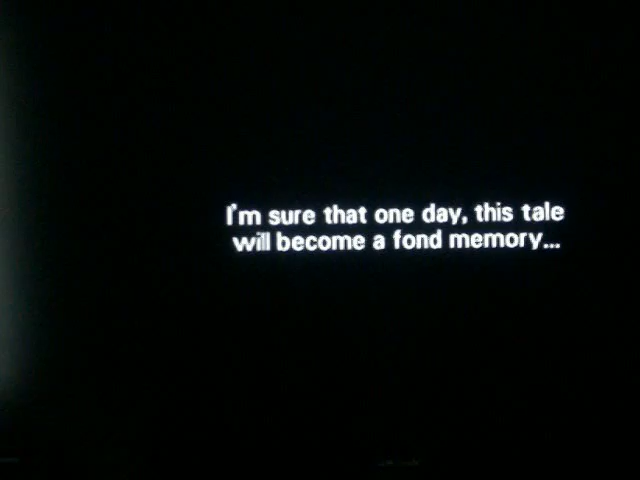 I'm sure that one day, this tale
will become a fond memory...